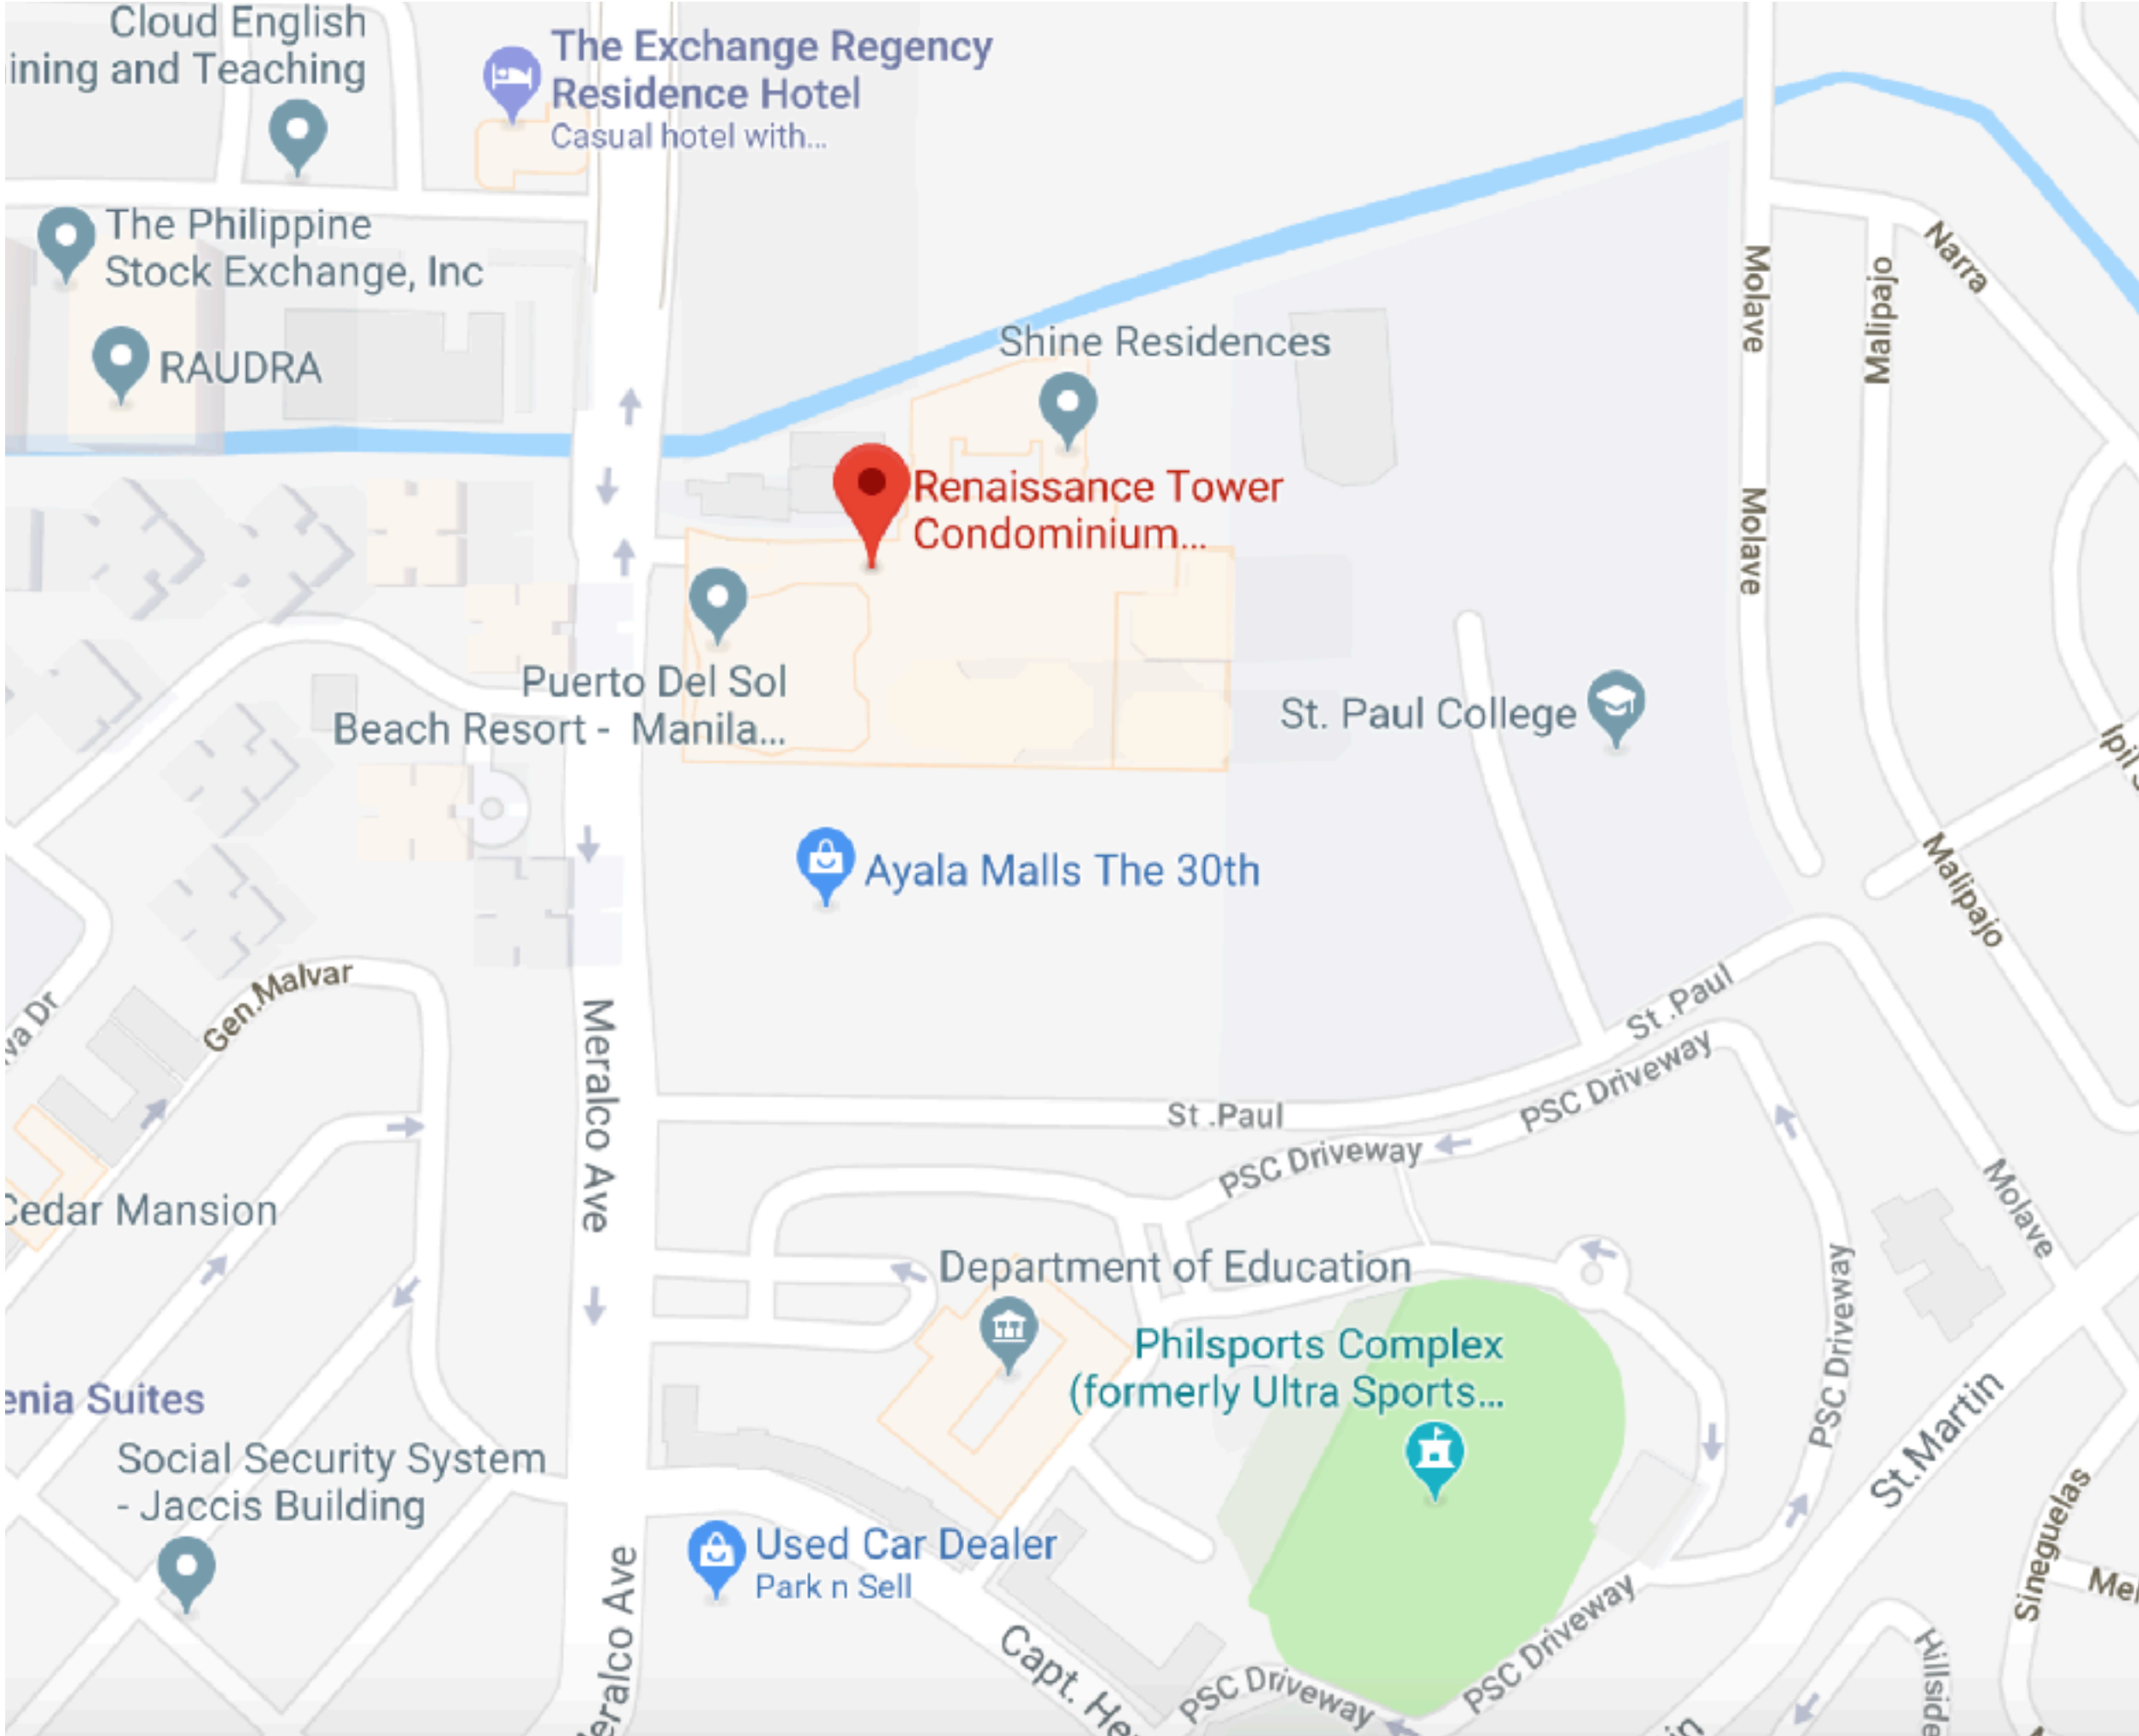 Cloud English
ining and Teaching
The Exchange Regency
Residence Hotel
Casual hotel with...
The Philippine
Stock Exchange, Inc
RAUDRA
Shine Residences
Renaissance Tower
Condominium...
Puerto Del Sol
Beach Resort - Manila...
St. Paul College
Ayala Malls The 30th
Molave
Molave
Malipajo
Narra
Ipil
Malipajo
Gen.Malvar
va Dr
Meralco Ave
St .Paul
St .Paul
PSC Driveway
PSC Driveway
Cedar Mansion
Department of Education
Philsports Complex
(formerly Ultra Sports...
Molave
PSC Driveway
St.Martin
enia Suites
Social Security System
- Jaccis Building
Used Car Dealer
Park n Sell
Meralco Ave
Capt. He
PSC Driveway
PSC Driveway
Sineguelas
Mel
Hillside
in